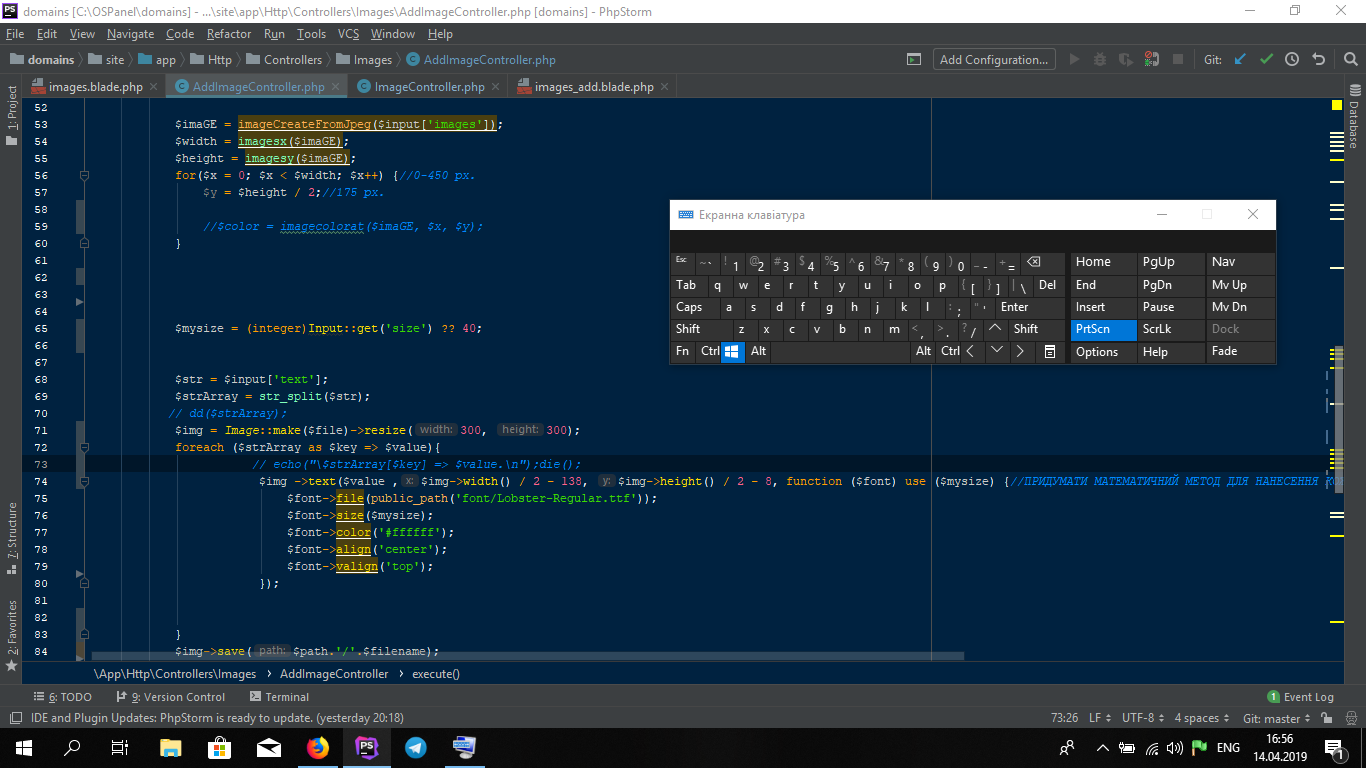 domains [C:\OSPanel\domains] - ...\site\app\Http\Controllers\Images\AddImageController.php [domains] - PhpStorm
File Edit View Navigate Code Refactor Run Tools VCS Window Help
domains site app Http Controllers Images AddImageController.php Add Configuration... Git:
images.blade.php AddImageController.php ImageController.php images_add.blade.php
1: Project
7: Structure
2: Favorites
Database
52
53 $imaGE = imageCreateFromJpeg($input['images']);
54 $width = imagesx($imaGE);
55 $height = imagesy($imaGE);
56 for($x = 0; $x < $width; $x++) {//0-450 px.
57 $y = $height / 2;//175 px.
58
59 //$color = imagecolorat($imaGE, $x, $y);
60 }
61
62
63
64
65 $mysize = (integer)Input::get('size') ?? 40;
66
67
68 $str = $input['text'];
69 $strArray = str_split($str);
70 // dd($strArray);
71 $img = Image::make($file)->resize( width: 300, height: 300);
72 foreach ($strArray as $key => $value){
73 // echo("\$strArray[$key] => $value.\n");die();
74 $img ->text($value , x: $img->width() / 2 - 138, y: $img->height() / 2 - 8, function ($font) use ($mysize) {//ПРИДУМАТИ МАТЕМАТИЧНИЙ МЕТОД ДЛЯ НАНЕСЕННЯ
75 $font->file(public_path('font/Lobster-Regular.ttf'));
76 $font->size($mysize);
77 $font->color('#ffffff');
78 $font->align('center');
79 $font->valign('top');
80 });
81
82
83 }
84 $img->save( path: $path.'/'.$filename);
Екранна клавіатура
Esc ~ ` ! 1 @ 2 # 3 $ 4 % 5 ^ 6 & 7 * 8 ( 9 ) 0 _ - + = Home PgUp Nav
Tab q w e r t y u i o p { [ } ] | \ Del End PgDn Mv Up
Caps a s d f g h j k l : ; " ' Enter Insert Pause Mv Dn
Shift z x c v b n m < , > . ? / Shift PrtScn ScrLk Dock
Fn Ctrl Alt Alt Ctrl Options Help Fade
\App\Http\Controllers\Images › AddImageController › execute()
6: TODO 9: Version Control Terminal 1 Event Log
IDE and Plugin Updates: PhpStorm is ready to update. (yesterday 20:18) 73:26 LF UTF-8 4 spaces Git: master
PS ENG 16:56
14.04.2019 1